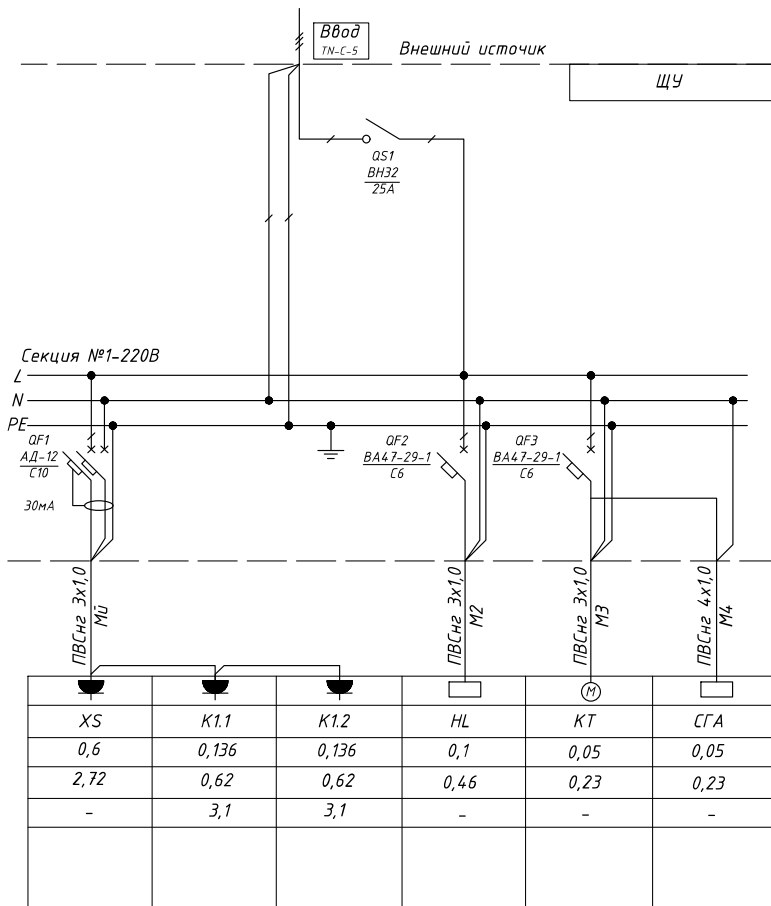 Ввод
TN-C-S
Внешний источик
ЩУ
QS1
ВН32
25А
Секция №1-220В
L
N
PE
QF1
АД-12
С10
30мА
QF2
ВА47-29-1
С6
QF3
ВА47-29-1
С6
ПВСнг 3х1,0
Мй
ПВСнг 3х1,0
М2
ПВСнг 3х1,0
М3
ПВСнг 4х1,0
М4
М
XS К1.1 К1.2 HL КТ СГА
0,6 0,136 0,136 0,1 0,05 0,05
2,72 0,62 0,62 0,46 0,23 0,23
- 3,1 3,1 - - -